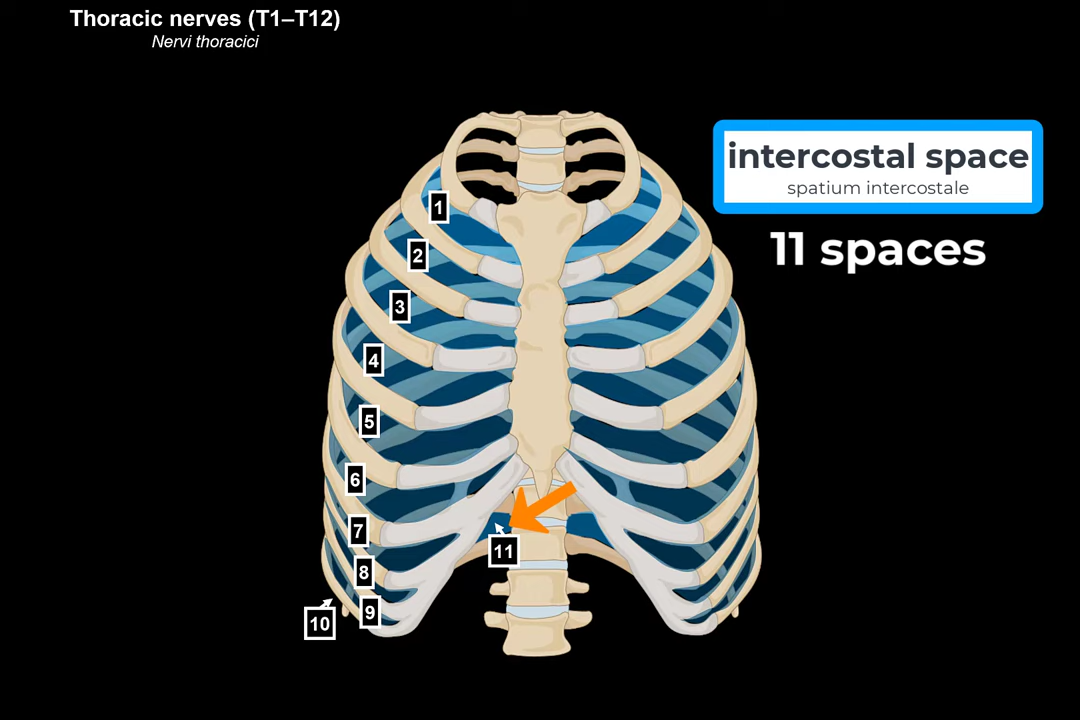 Thoracic nerves (T1–T12)
Nervi thoracici
intercostal space
spatium intercostale
11 spaces
1
2
3
4
5
6
7
8
9
10
11